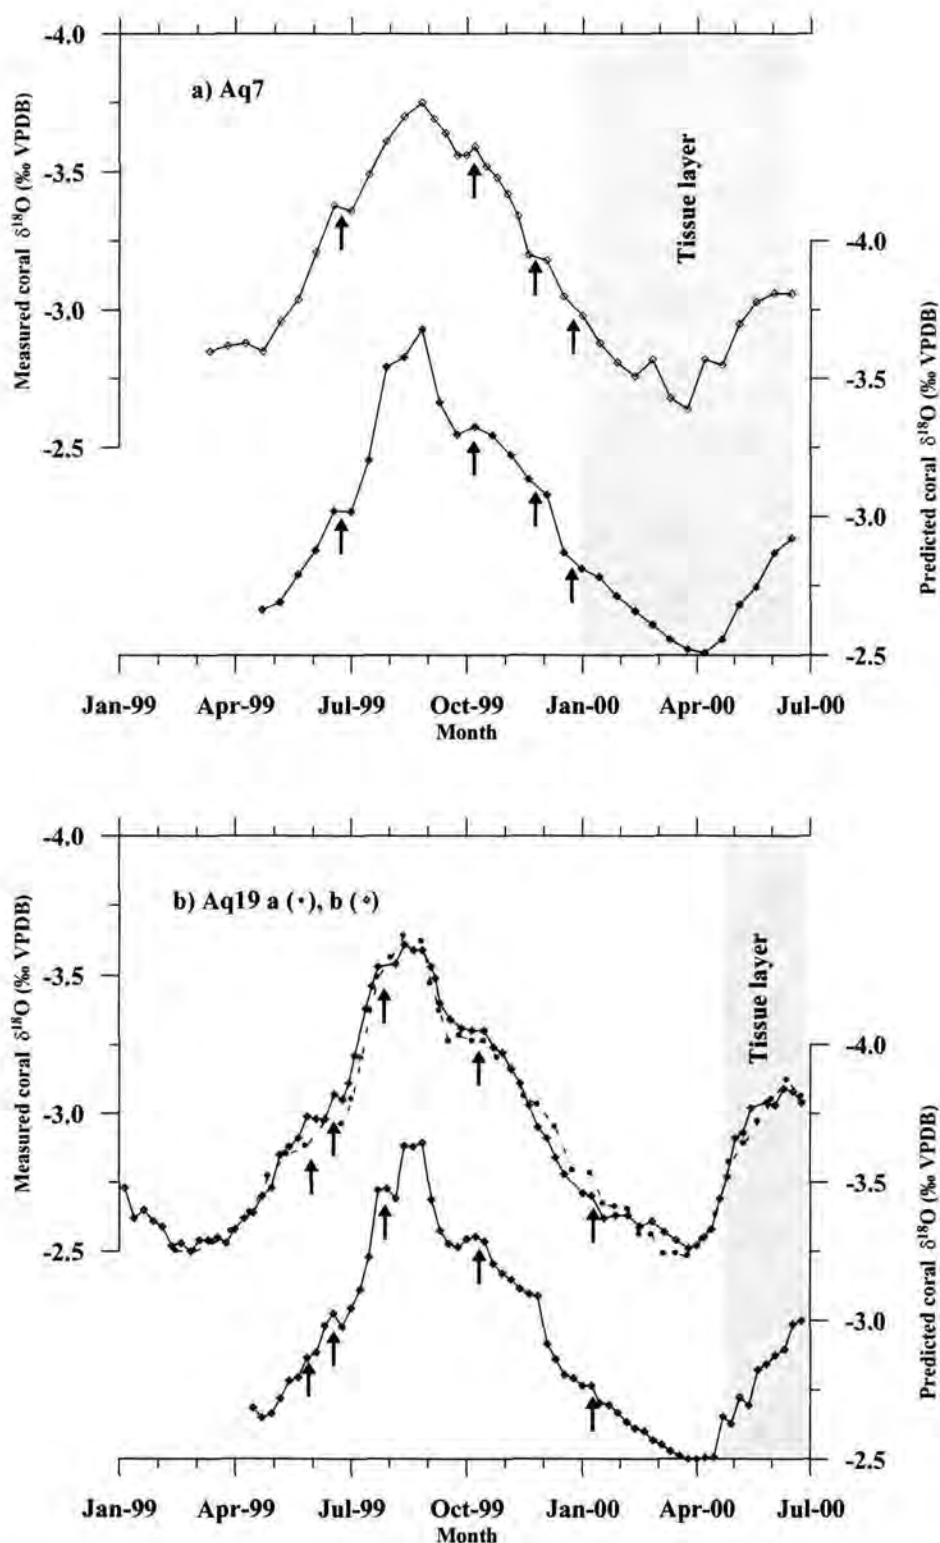 -4.0
a) Aq7
Measured coral δ¹⁸O (‰ VPDB)
-3.5
Tissue layer
-4.0
-3.0
-3.5
Predicted coral δ¹⁸O (‰ VPDB)
-2.5
-3.0
-2.5
Jan-99 Apr-99 Jul-99 Oct-99 Jan-00 Apr-00 Jul-00
Month
-4.0
b) Aq19 a (•), b (⋄)
Measured coral δ¹⁸O (‰ VPDB)
-3.5
Tissue layer
-4.0
-3.0
-3.5
Predicted coral δ¹⁸O (‰ VPDB)
-2.5
-3.0
-2.5
Jan-99 Apr-99 Jul-99 Oct-99 Jan-00 Apr-00 Jun-00
Month